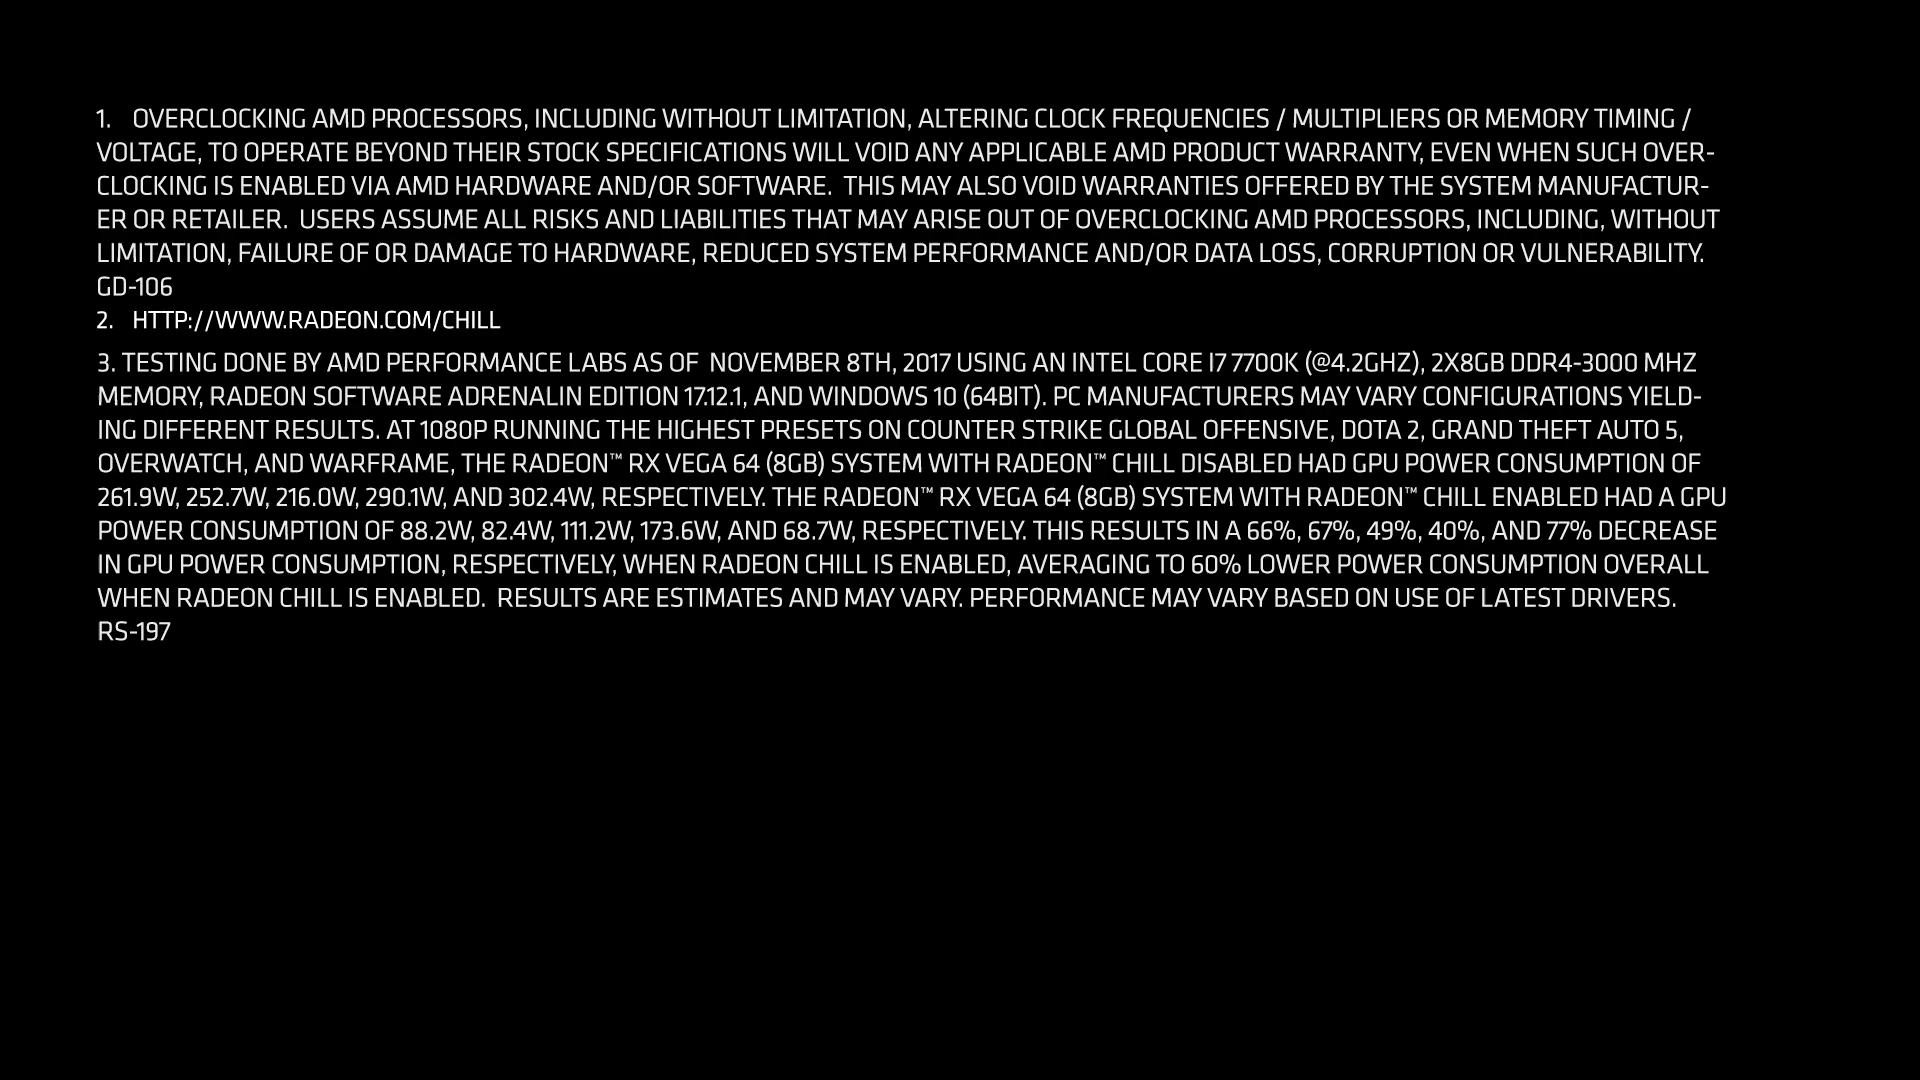 1. OVERCLOCKING AMD PROCESSORS, INCLUDING WITHOUT LIMITATION, ALTERING CLOCK FREQUENCIES / MULTIPLIERS OR MEMORY TIMING /
VOLTAGE, TO OPERATE BEYOND THEIR STOCK SPECIFICATIONS WILL VOID ANY APPLICABLE AMD PRODUCT WARRANTY, EVEN WHEN SUCH OVER-
CLOCKING IS ENABLED VIA AMD HARDWARE AND/OR SOFTWARE. THIS MAY ALSO VOID WARRANTIES OFFERED BY THE SYSTEM MANUFACTUR-
ER OR RETAILER. USERS ASSUME ALL RISKS AND LIABILITIES THAT MAY ARISE OUT OF OVERCLOCKING AMD PROCESSORS, INCLUDING, WITHOUT
LIMITATION, FAILURE OF OR DAMAGE TO HARDWARE, REDUCED SYSTEM PERFORMANCE AND/OR DATA LOSS, CORRUPTION OR VULNERABILITY.
GD-106
2. HTTP://WWW.RADEON.COM/CHILL
3. TESTING DONE BY AMD PERFORMANCE LABS AS OF NOVEMBER 8TH, 2017 USING AN INTEL CORE I7 7700K (@4.2GHZ), 2X8GB DDR4-3000 MHZ
MEMORY, RADEON SOFTWARE ADRENALIN EDITION 17.12.1, AND WINDOWS 10 (64BIT). PC MANUFACTURERS MAY VARY CONFIGURATIONS YIELD-
ING DIFFERENT RESULTS. AT 1080P RUNNING THE HIGHEST PRESETS ON COUNTER STRIKE GLOBAL OFFENSIVE, DOTA 2, GRAND THEFT AUTO 5,
OVERWATCH, AND WARFRAME, THE RADEON™ RX VEGA 64 (8GB) SYSTEM WITH RADEON™ CHILL DISABLED HAD GPU POWER CONSUMPTION OF
261.9W, 252.7W, 216.0W, 290.1W, AND 302.4W, RESPECTIVELY. THE RADEON™ RX VEGA 64 (8GB) SYSTEM WITH RADEON™ CHILL ENABLED HAD A GPU
POWER CONSUMPTION OF 88.2W, 82.4W, 111.2W, 173.6W, AND 68.7W, RESPECTIVELY. THIS RESULTS IN A 66%, 67%, 49%, 40%, AND 77% DECREASE
IN GPU POWER CONSUMPTION, RESPECTIVELY, WHEN RADEON CHILL IS ENABLED, AVERAGING TO 60% LOWER POWER CONSUMPTION OVERALL
WHEN RADEON CHILL IS ENABLED. RESULTS ARE ESTIMATES AND MAY VARY. PERFORMANCE MAY VARY BASED ON USE OF LATEST DRIVERS.
RS-197